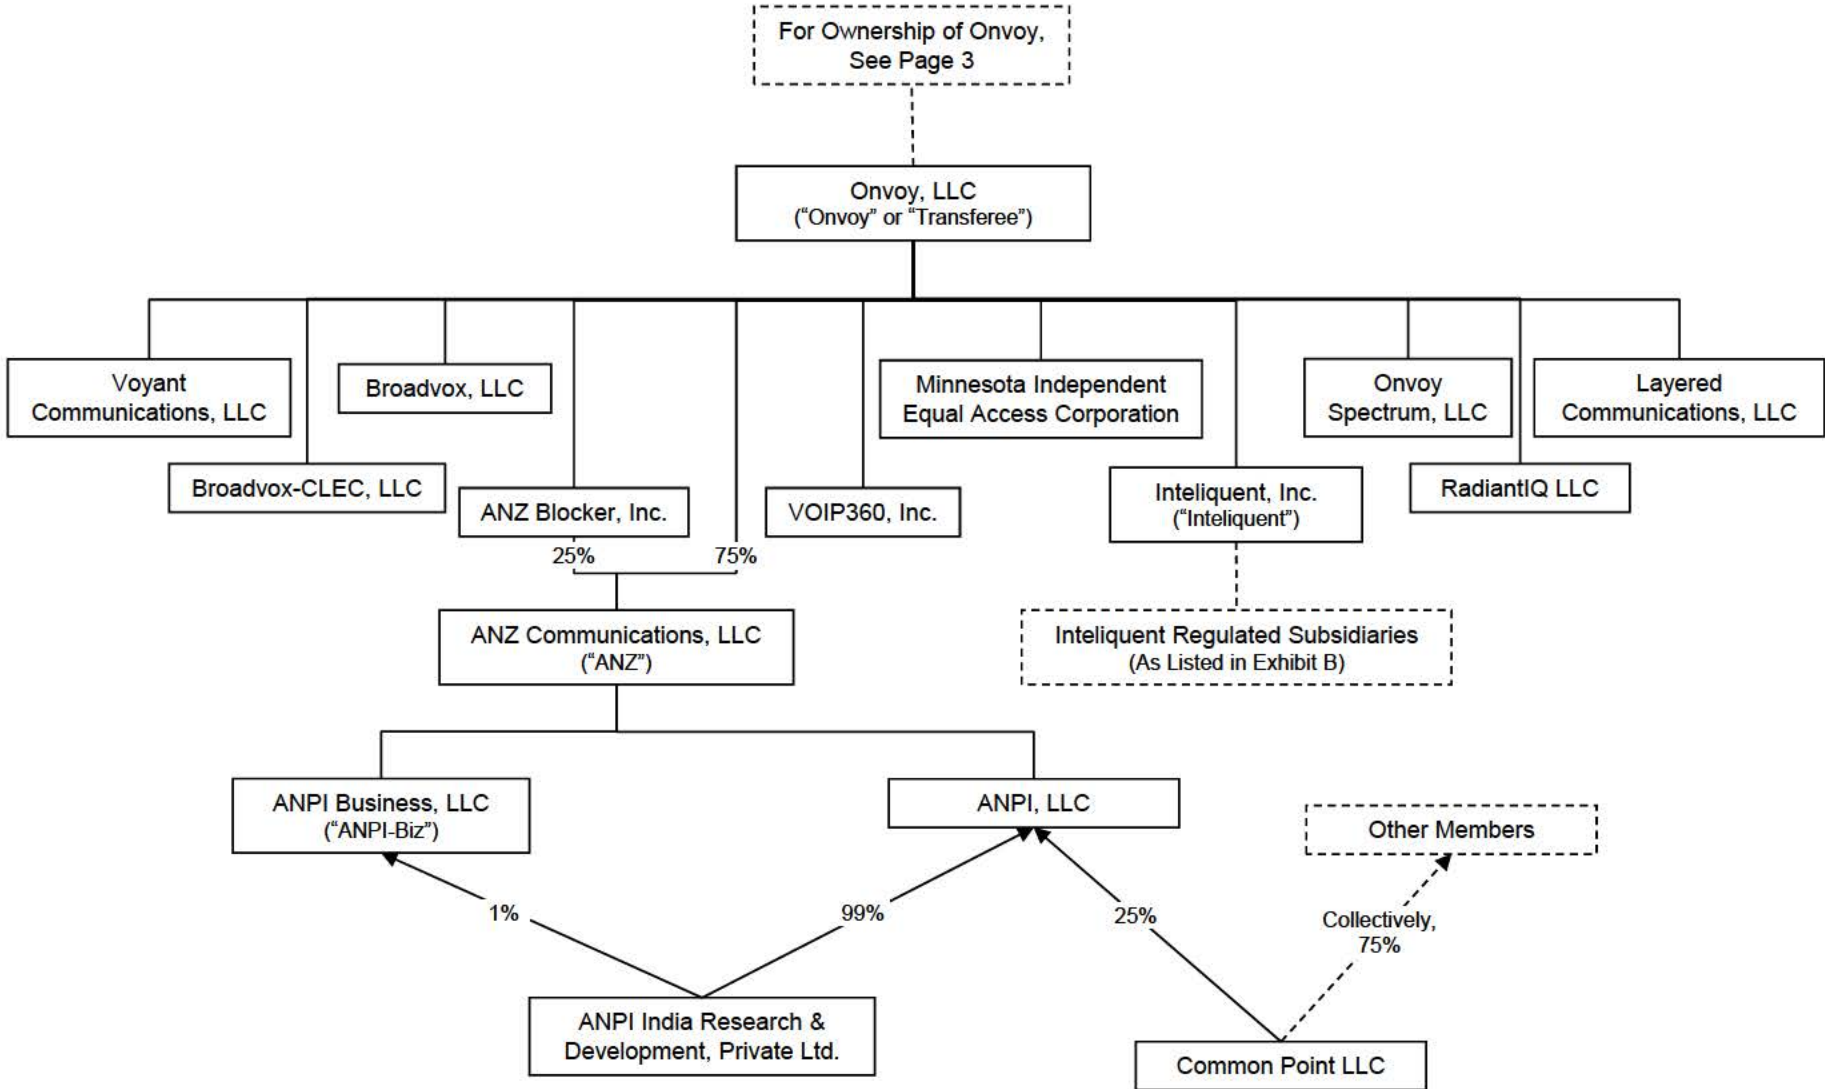 For Ownership of Onvoy,
See Page 3
Onvoy, LLC
(“Onvoy” or “Transferee”)
Voyant
Communications, LLC
Broadvox, LLC
Minnesota Independent
Equal Access Corporation
Onvoy
Spectrum, LLC
Layered
Communications, LLC
Broadvox-CLEC, LLC
ANZ Blocker, Inc.
VOIP360, Inc.
Inteliquent, Inc.
(“Inteliquent”)
RadiantIQ LLC
25%
75%
ANZ Communications, LLC
(“ANZ”)
Inteliquent Regulated Subsidiaries
(As Listed in Exhibit B)
ANPI Business, LLC
(“ANPI-Biz”)
ANPI, LLC
Other Members
1%
99%
25%
Collectively,
75%
ANPI India Research &
Development, Private Ltd.
Common Point LLC